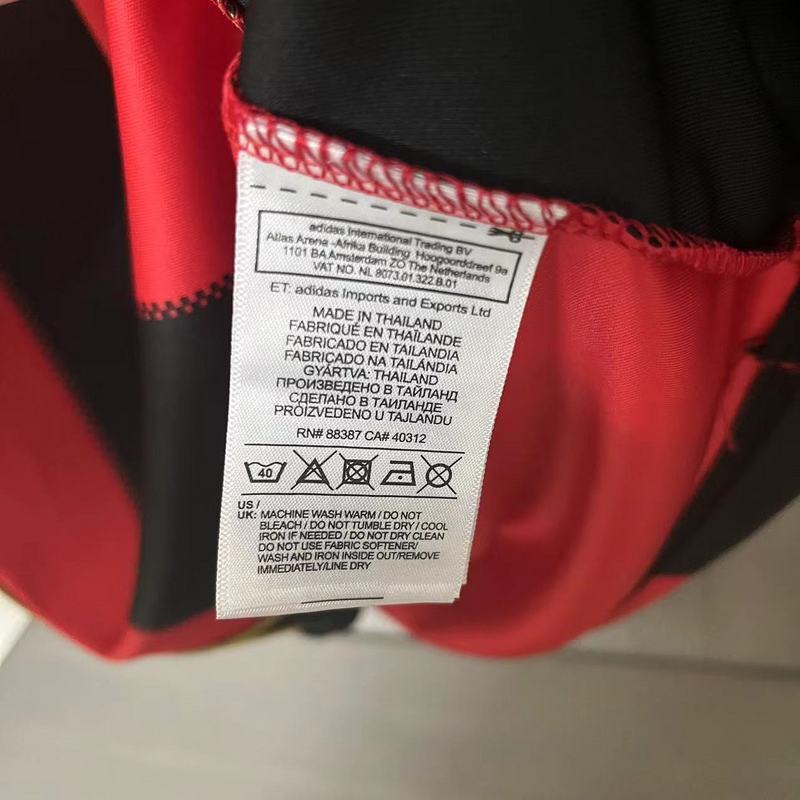 adidas International Trading BV
Atlas Arena -Afrika Building Hoogoorddreef 9a
1101 BA Amsterdam ZO The Netherlands
VAT NO. NL 8073.01.322.B.01
ET: adidas Imports and Exports Ltd
MADE IN THAILAND
FABRIQUÉ EN THAÏLANDE
FABRICADO EN TAILANDIA
FABRICADO NA TAILÂNDIA
GYÁRTVA: THAILAND
ПРОИЗВЕДЕНО В ТАЙЛАНД
СДЕЛАНО В ТАИЛАНДЕ
PROIZVEDENO U TAJLANDU
RN# 88387 CA# 40312
40
US /
UK: MACHINE WASH WARM / DO NOT
BLEACH / DO NOT TUMBLE DRY / COOL
IRON IF NEEDED / DO NOT DRY CLEAN
DO NOT USE FABRIC SOFTENER/
WASH AND IRON INSIDE OUT/REMOVE
IMMEDIATELY/LINE DRY